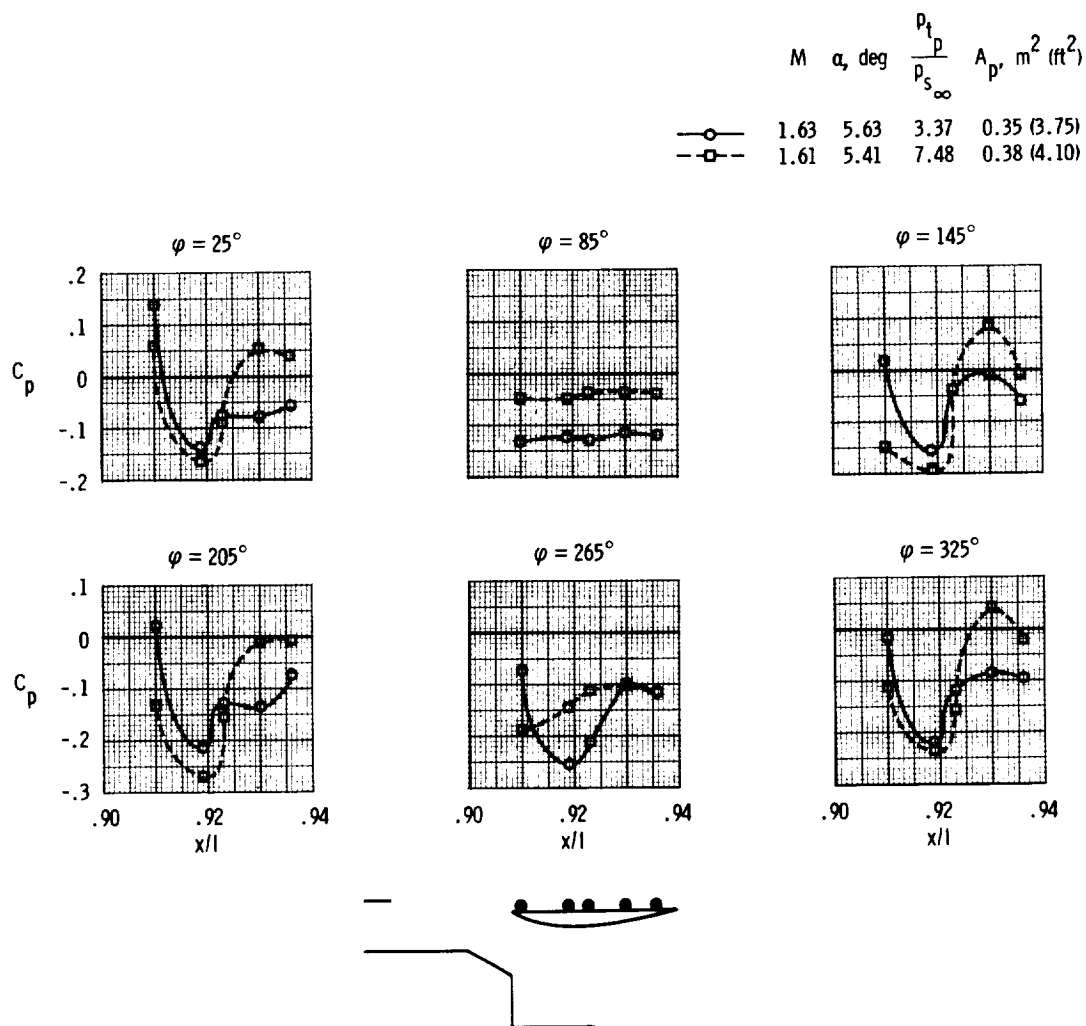 M α, deg p_t_p / p_s_∞ A_p, m² (ft²)
1.63 5.63 3.37 0.35 (3.75)
1.61 5.41 7.48 0.38 (4.10)
φ = 25° φ = 85° φ = 145°
.2
.1
0
C_p
-.1
-.2
φ = 205° φ = 265° φ = 325°
.1
0
C_p
-.1
-.2
-.3
.90 .92 .94 .90 .92 .94 .90 .92 .94
x/l x/l x/l